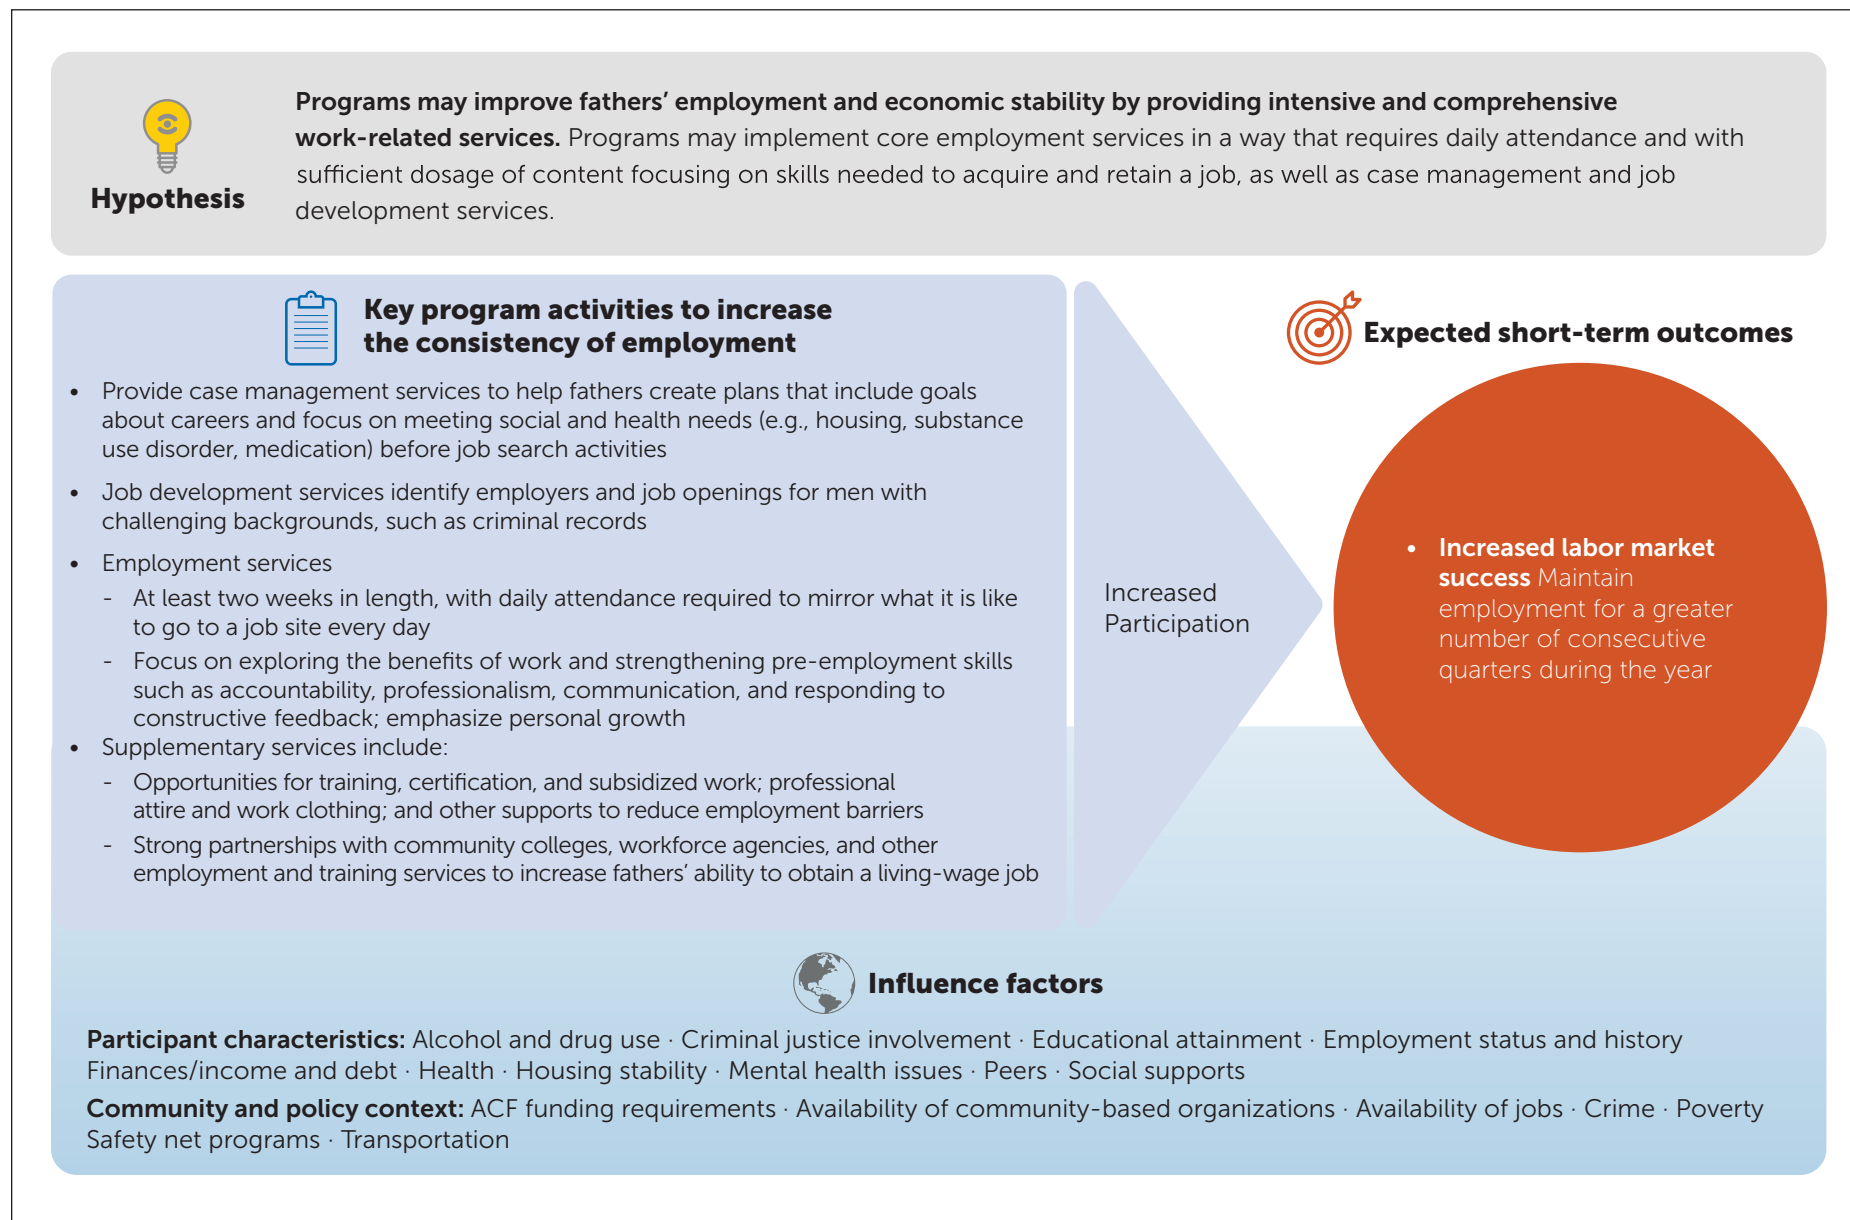 Hypothesis
Programs may improve fathers’ employment and economic stability by providing intensive and comprehensive
work-related services. Programs may implement core employment services in a way that requires daily attendance and with
sufficient dosage of content focusing on skills needed to acquire and retain a job, as well as case management and job
development services.
Key program activities to increase
the consistency of employment
• Provide case management services to help fathers create plans that include goals
about careers and focus on meeting social and health needs (e.g., housing, substance
use disorder, medication) before job search activities
• Job development services identify employers and job openings for men with
challenging backgrounds, such as criminal records
• Employment services
- At least two weeks in length, with daily attendance required to mirror what it is like
to go to a job site every day
- Focus on exploring the benefits of work and strengthening pre-employment skills
such as accountability, professionalism, communication, and responding to
constructive feedback; emphasize personal growth
• Supplementary services include:
- Opportunities for training, certification, and subsidized work; professional
attire and work clothing; and other supports to reduce employment barriers
- Strong partnerships with community colleges, workforce agencies, and other
employment and training services to increase fathers’ ability to obtain a living-wage job
Increased
Participation
Expected short-term outcomes
• Increased labor market
success Maintain
employment for a greater
number of consecutive
quarters during the year
Influence factors
Participant characteristics: Alcohol and drug use · Criminal justice involvement · Educational attainment · Employment status and history
Finances/income and debt · Health · Housing stability · Mental health issues · Peers · Social supports
Community and policy context: ACF funding requirements · Availability of community-based organizations · Availability of jobs · Crime · Poverty
Safety net programs · Transportation